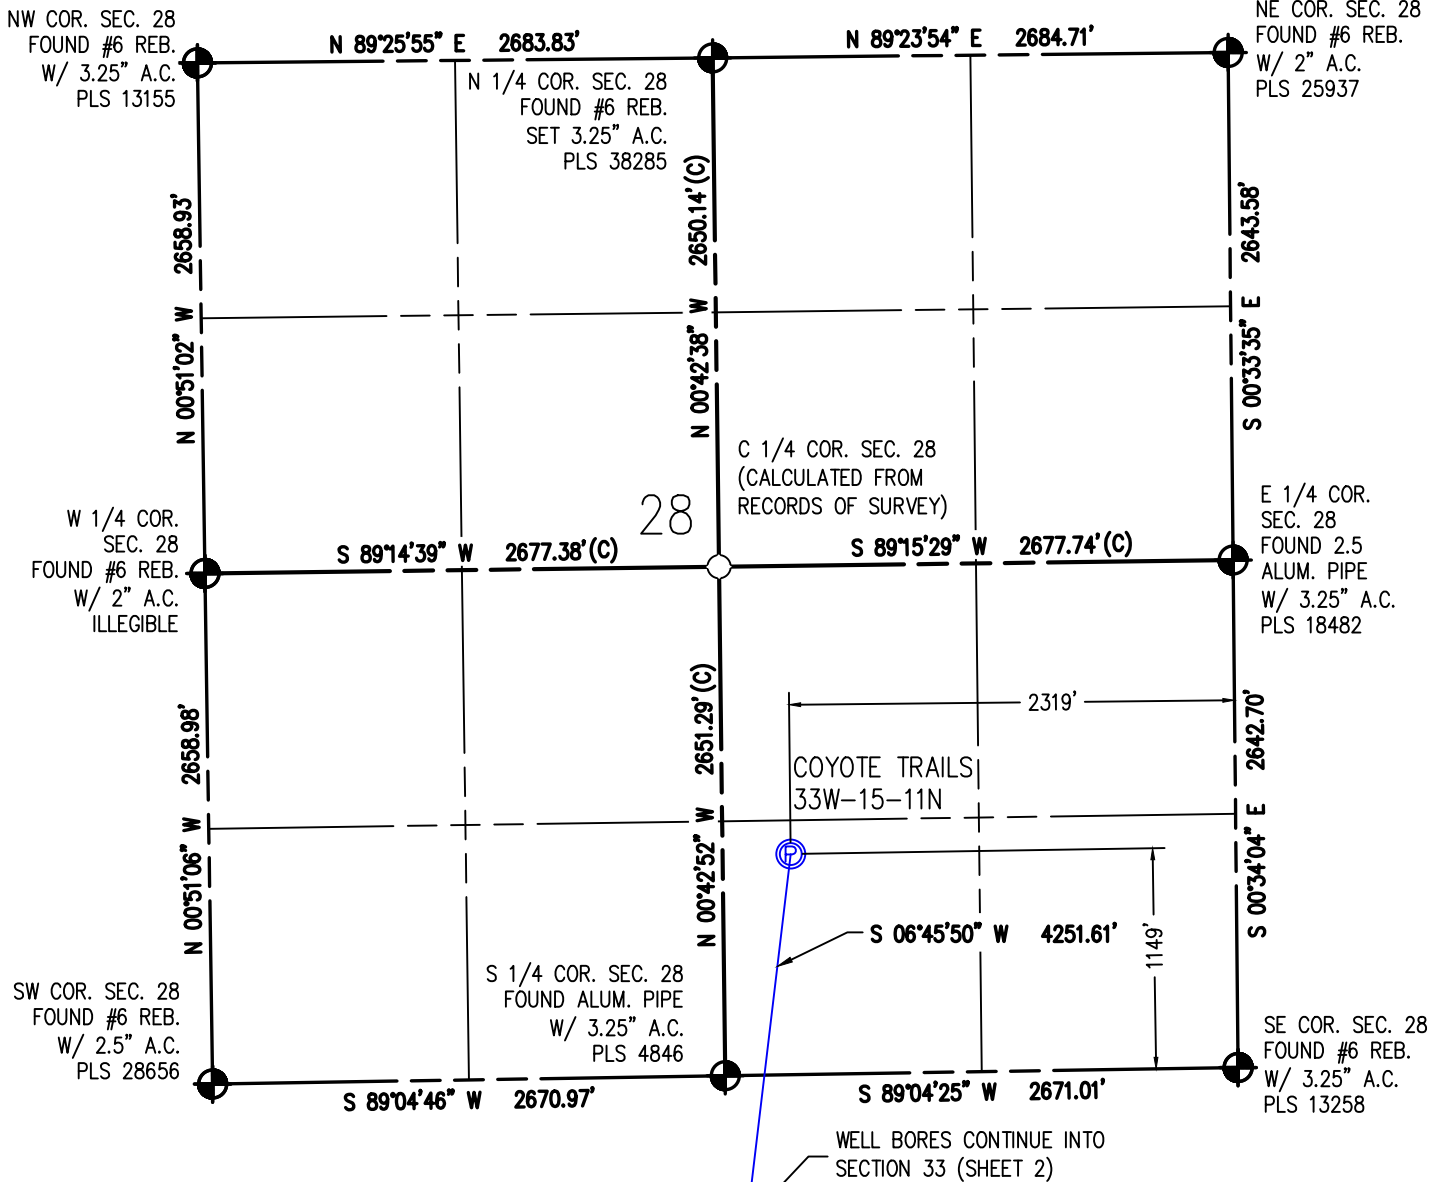 NW COR. SEC. 28
FOUND #6 REB.
W/ 3.25" A.C.
PLS 13155
N 89°25'55" E 2683.83'
N 1/4 COR. SEC. 28
FOUND #6 REB.
SET 3.25" A.C.
PLS 38285
N 89°23'54" E 2684.71'
NE COR. SEC. 28
FOUND #6 REB.
W/ 2" A.C.
PLS 25937
N 00°51'02" W 2658.93'
N 00°42'38" W 2650.14'(C)
S 00°33'35" E 2643.58'
C 1/4 COR. SEC. 28
(CALCULATED FROM
RECORDS OF SURVEY)
28
W 1/4 COR.
SEC. 28
FOUND #6 REB.
W/ 2" A.C.
ILLEGIBLE
S 89°14'39" W 2677.38'(C)
S 89°15'29" W 2677.74'(C)
E 1/4 COR.
SEC. 28
FOUND 2.5
ALUM. PIPE
W/ 3.25" A.C.
PLS 18482
N 00°51'06" W 2658.98'
N 00°42'52" W 2651.29'(C)
2319'
COYOTE TRAILS
33W-15-11N
P
S 06°45'50" W 4251.61'
1149'
S 00°34'04" E 2642.70'
SW COR. SEC. 28
FOUND #6 REB.
W/ 2.5" A.C.
PLS 28656
S 1/4 COR. SEC. 28
FOUND ALUM. PIPE
W/ 3.25" A.C.
PLS 4846
SE COR. SEC. 28
FOUND #6 REB.
W/ 3.25" A.C.
PLS 13258
S 89°04'46" W 2670.97'
S 89°04'25" W 2671.01'
WELL BORES CONTINUE INTO
SECTION 33 (SHEET 2)